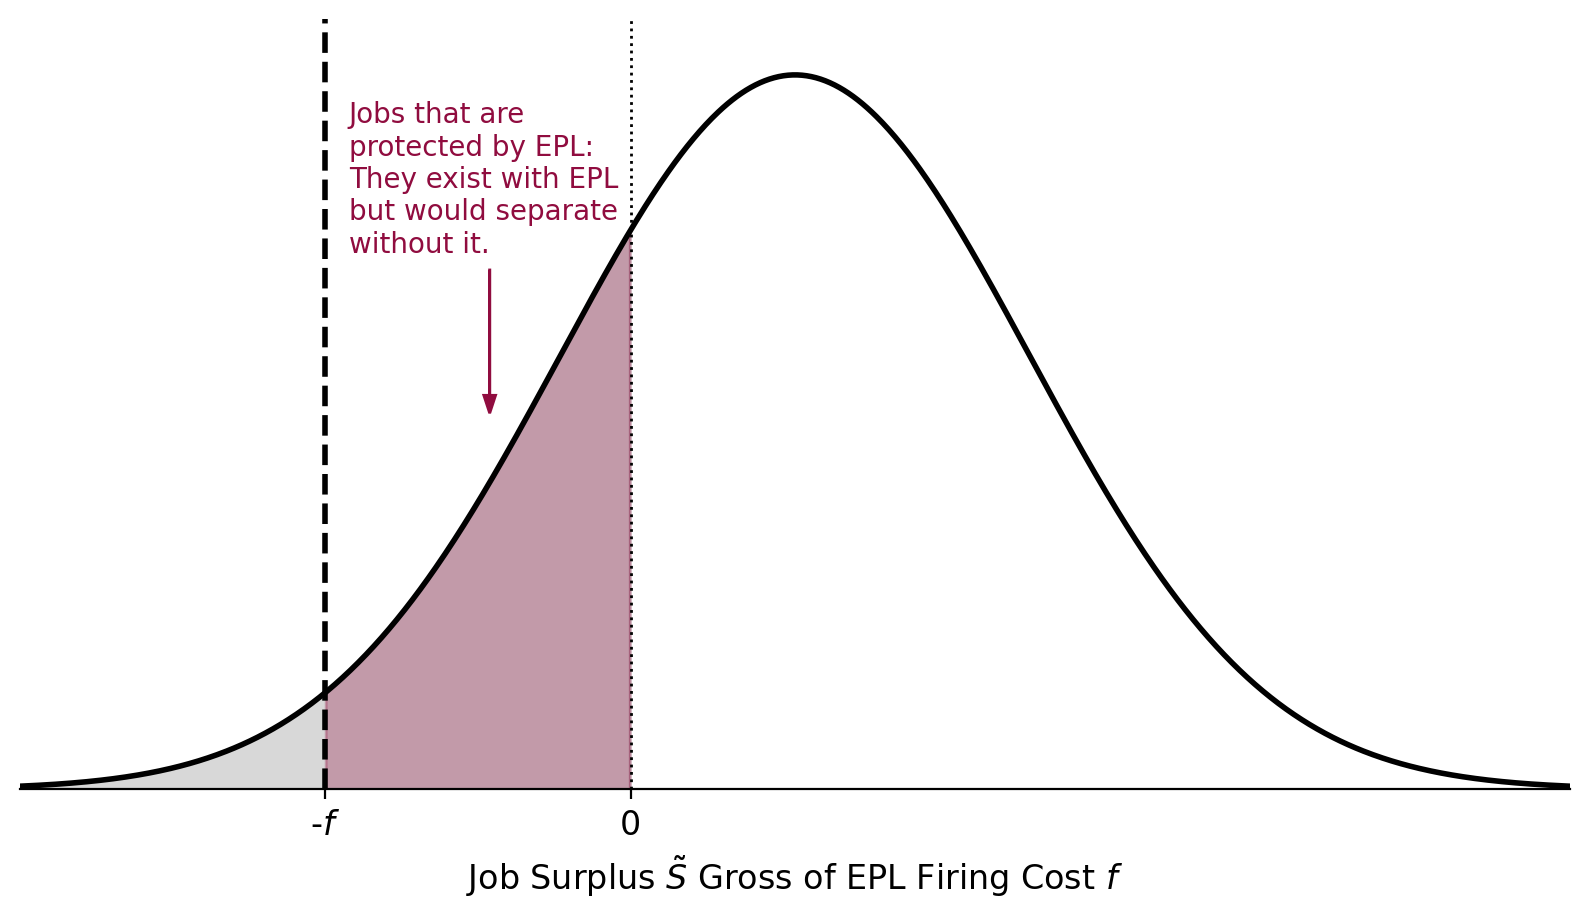 Jobs that are
protected by EPL:
They exist with EPL
but would separate
without it.
-f
0
Job Surplus S̃ Gross of EPL Firing Cost f